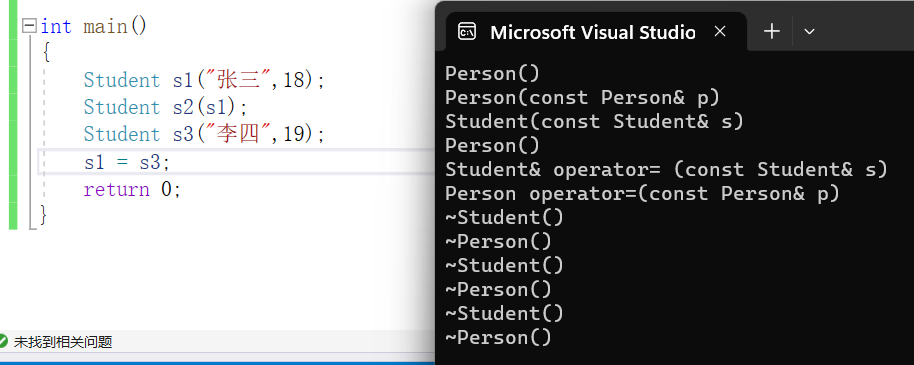 int main()
{
Student s1("张三",18);
Student s2(s1);
Student s3("李四",19);
s1 = s3;
return 0;
}
未找到相关问题
Microsoft Visual Studio
Person()
Person(const Person& p)
Student(const Student& s)
Person()
Student& operator= (const Student& s)
Person operator=(const Person& p)
~Student()
~Person()
~Student()
~Person()
~Student()
~Person()